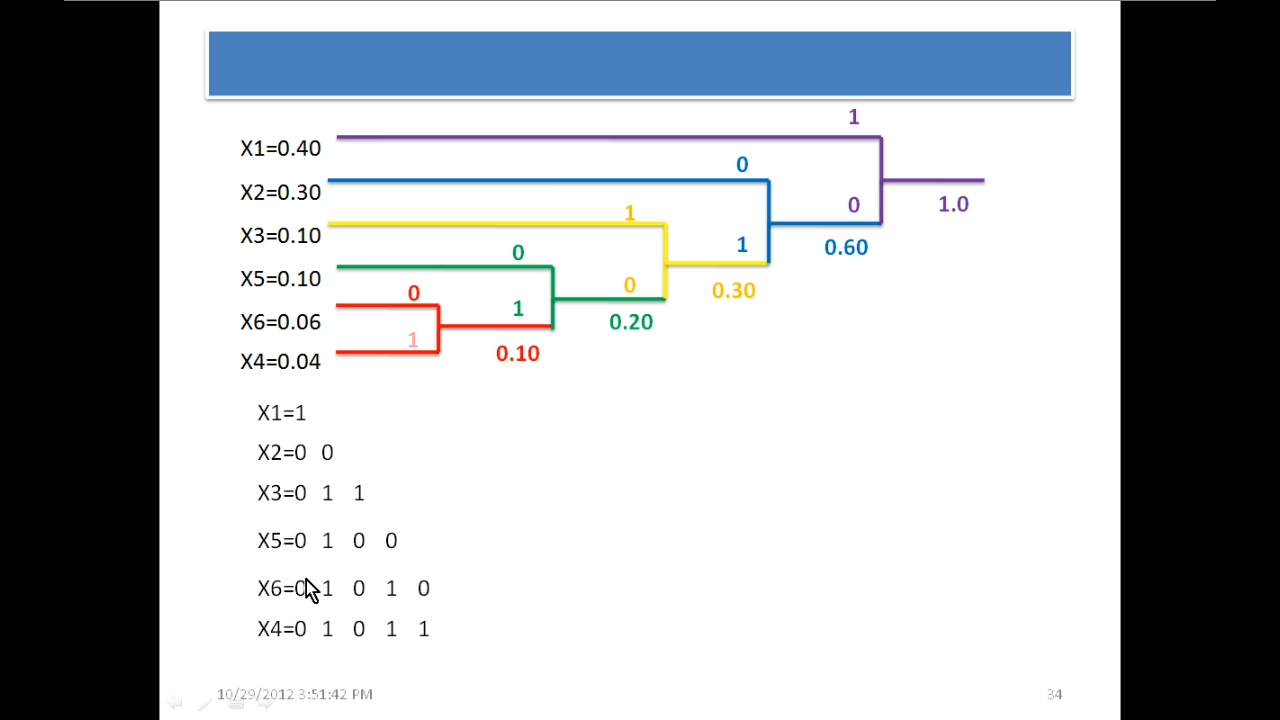 1
X1=0.40
0
X2=0.30
0
1.0
1
X3=0.10
1
0.60
0
X5=0.10
0
0.30
0
1
X6=0.06
0.20
1
0.10
X4=0.04
X1=1
X2=0 0
X3=0 1 1
X5=0 1 0 0
X6=0 1 0 1 0
X4=0 1 0 1 1
10/29/2012 3:51:42 PM
34